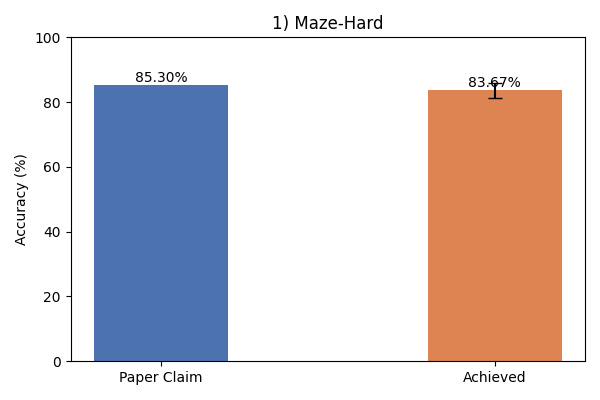 1) Maze-Hard
Accuracy (%)
100
80
60
40
20
0
85.30%
83.67%
Paper Claim
Achieved